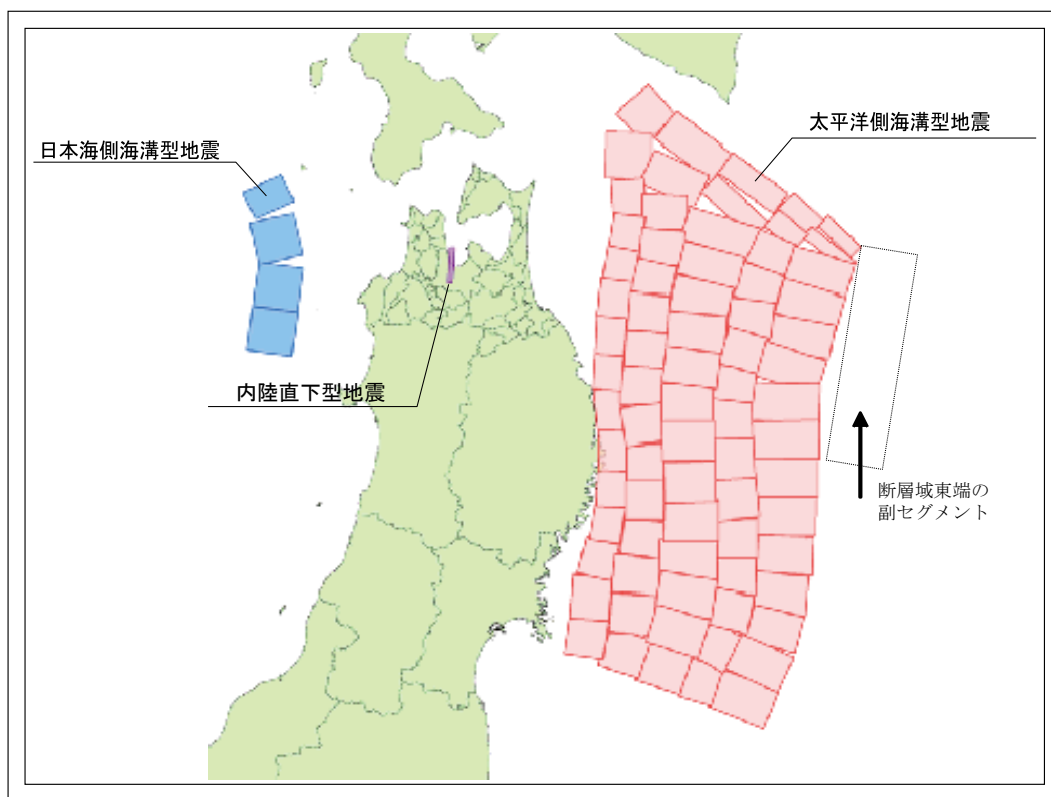 太平洋側海溝型地震
日本海側海溝型地震
内陸直下型地震
断層域東端の
副セグメント